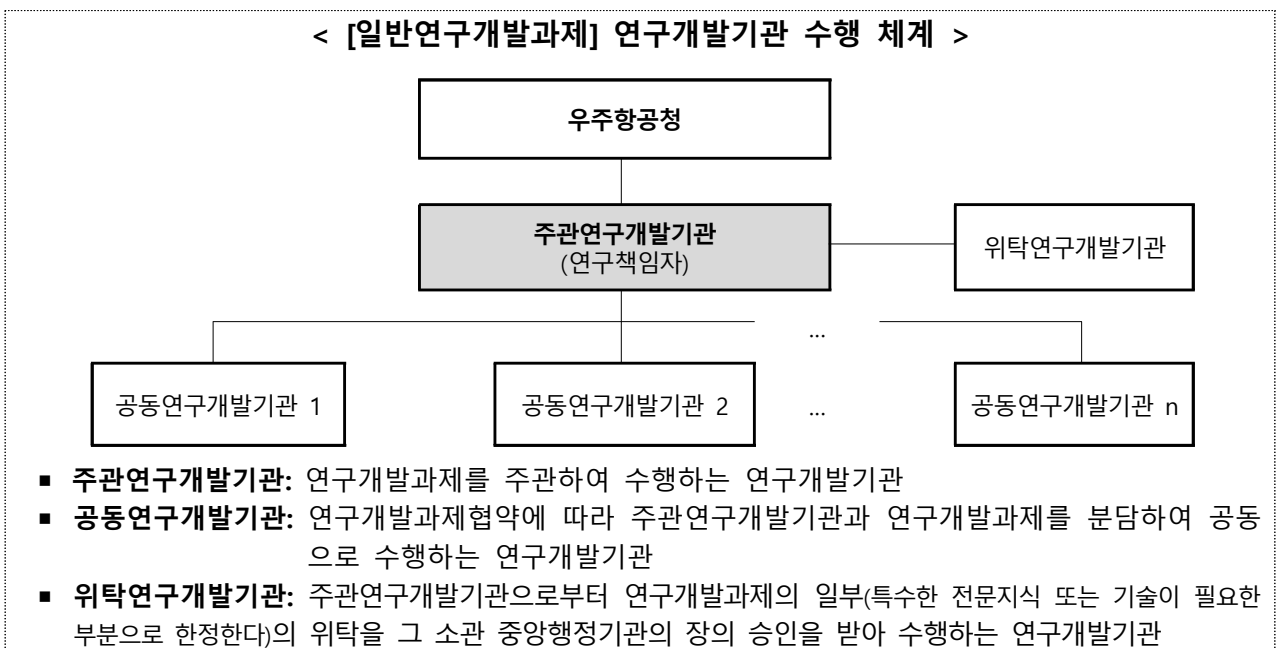 < [일반연구개발과제] 연구개발기관 수행 체계 >
우주항공청
주관연구개발기관
(연구책임자)
위탁연구개발기관
...
공동연구개발기관 1
공동연구개발기관 2
...
공동연구개발기관 n
▪ 주관연구개발기관: 연구개발과제를 주관하여 수행하는 연구개발기관
▪ 공동연구개발기관: 연구개발과제협약에 따라 주관연구개발기관과 연구개발과제를 분담하여 공동
으로 수행하는 연구개발기관
▪ 위탁연구개발기관: 주관연구개발기관으로부터 연구개발과제의 일부(특수한 전문지식 또는 기술이 필요한
부분으로 한정한다)의 위탁을 그 소관 중앙행정기관의 장의 승인을 받아 수행하는 연구개발기관